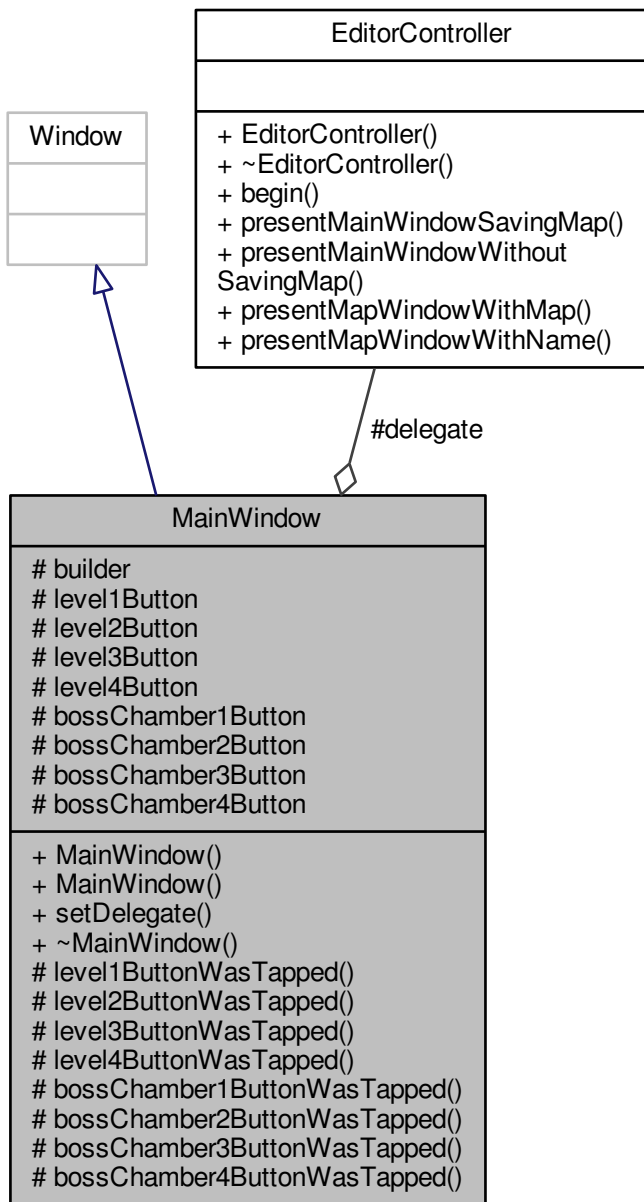 EditorController
+ EditorController()
+ ~EditorController()
+ begin()
+ presentMainWindowSavingMap()
+ presentMainWindowWithout
SavingMap()
+ presentMapWindowWithMap()
+ presentMapWindowWithName()
Window
#delegate
MainWindow
# builder
# level1Button
# level2Button
# level3Button
# level4Button
# bossChamber1Button
# bossChamber2Button
# bossChamber3Button
# bossChamber4Button
+ MainWindow()
+ MainWindow()
+ setDelegate()
+ ~MainWindow()
# level1ButtonWasTapped()
# level2ButtonWasTapped()
# level3ButtonWasTapped()
# level4ButtonWasTapped()
# bossChamber1ButtonWasTapped()
# bossChamber2ButtonWasTapped()
# bossChamber3ButtonWasTapped()
# bossChamber4ButtonWasTapped()